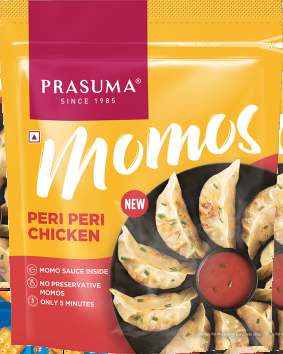 PRASUMA®
SINCE 1985
Momos
NEW
PERI PERI
CHICKEN
MOMO SAUCE INSIDE
NO PRESERVATIVE
MOMOS
ONLY 5 MINUTES